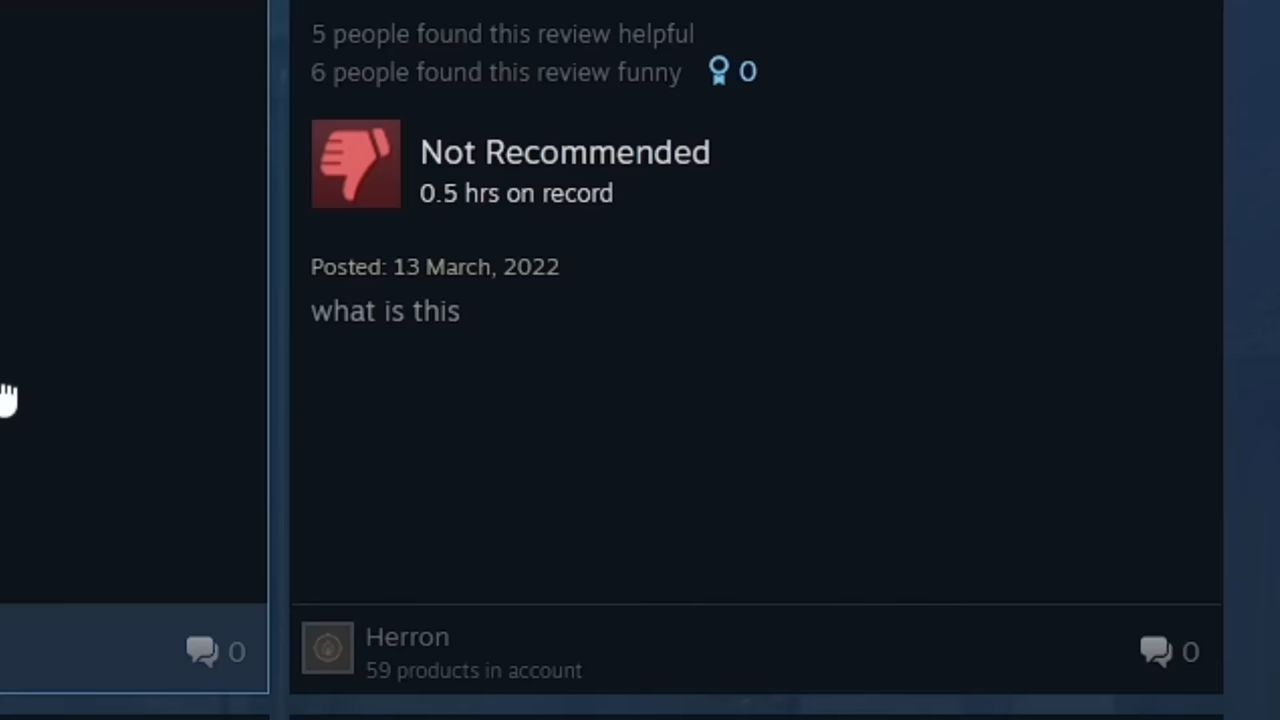 5 people found this review helpful
6 people found this review funny 0
Not Recommended
0.5 hrs on record
Posted: 13 March, 2022
what is this
0
Herron
59 products in account
0